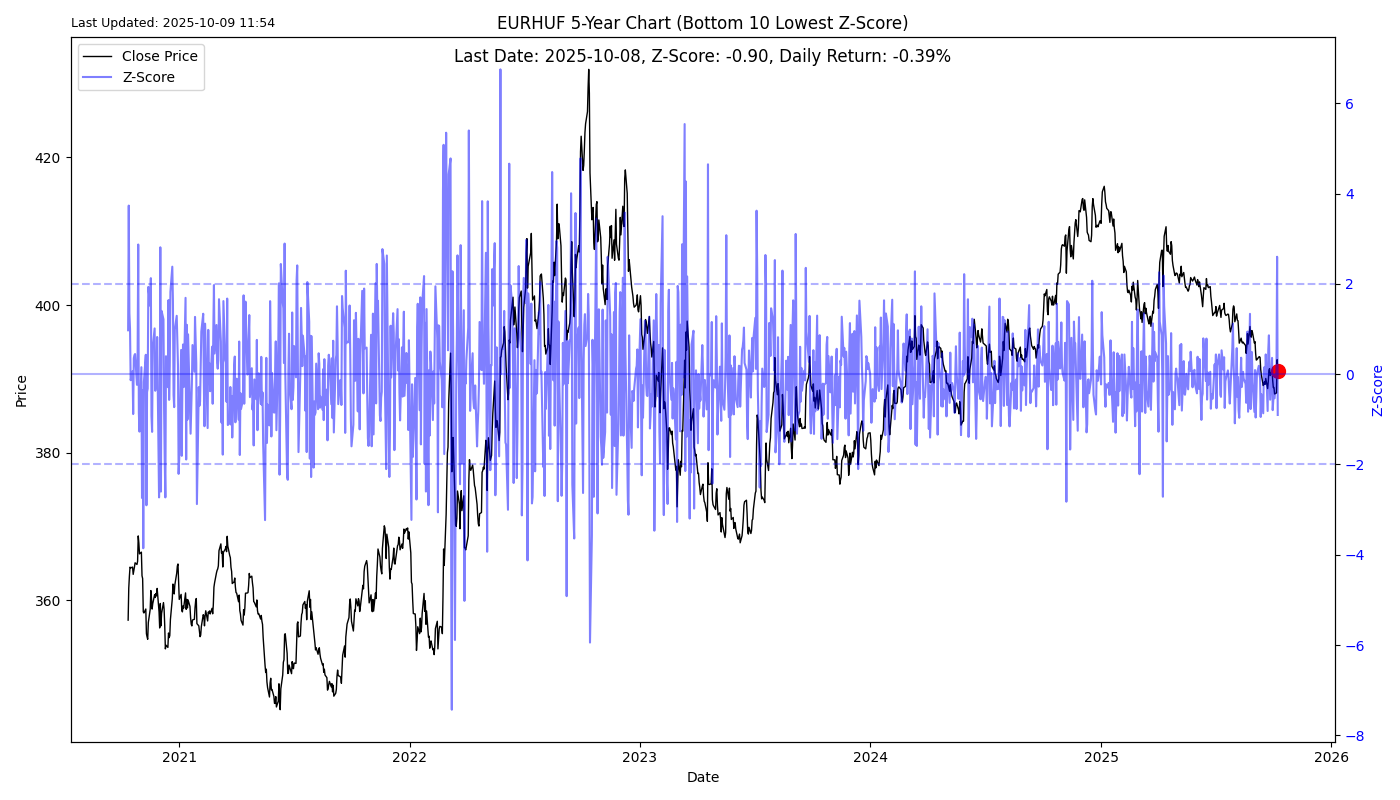 Last Updated: 2025-10-09 11:54
EURHUF 5-Year Chart (Bottom 10 Lowest Z-Score)
Last Date: 2025-10-08, Z-Score: -0.90, Daily Return: -0.39%
Close Price
Z-Score
420
400
380
360
Price
6
4
2
0
−2
−4
−6
−8
Z-Score
2021
2022
2023
2024
2025
2026
Date